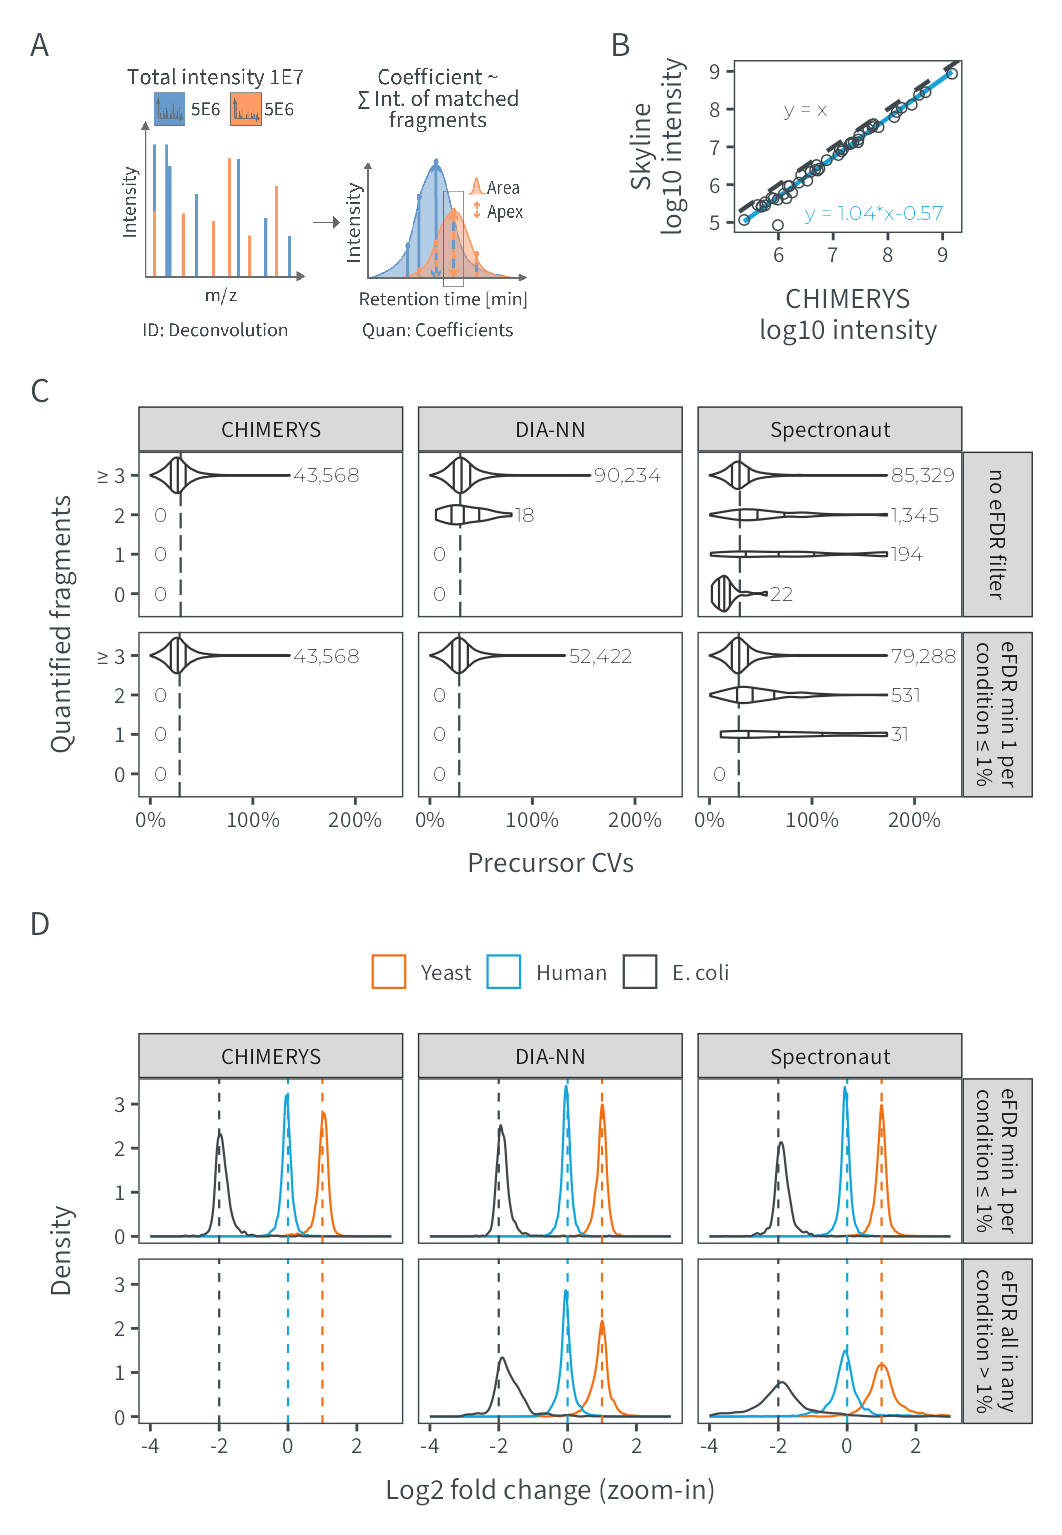 A
Total intensity 1E7
5E6
5E6
Intensity
m/z
ID: Deconvolution
Coefficient ~
∑ Int. of matched
fragments
Intensity
Area
Apex
Retention time [min]
Quan: Coefficients
B
Skyline
log10 intensity
9
8
7
6
5
y = x
y = 1.04*x-0.57
6 7 8 9
CHIMERYS
log10 intensity
C
CHIMERYS DIA-NN Spectronaut
Quantified fragments
≥ 3 43,568 90,234 85,329
2 0 18 1,345
1 0 0 194
0 0 0 22
no eFDR filter
≥ 3 43,568 52,422 79,288
2 0 0 531
1 0 0 31
0 0 0 0
eFDR min 1 per
condition ≤ 1%
0% 100% 200% 0% 100% 200% 0% 100% 200%
Precursor CVs
D
Yeast Human E. coli
CHIMERYS DIA-NN Spectronaut
Density
3
2
1
0
eFDR min 1 per
condition ≤ 1%
3
2
1
0
eFDR all in any
condition > 1%
-4 -2 0 2 -4 -2 0 2 -4 -2 0 2
Log2 fold change (zoom-in)